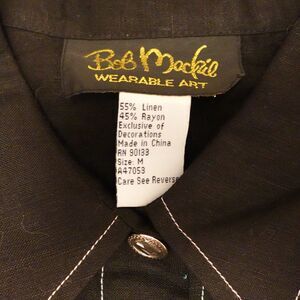 Bob Mackie
WEARABLE ART
55% Linen
45% Rayon
Exclusive of
Decorations
Made in China
RN 90133
Size: M
A47053
Care See Reverse